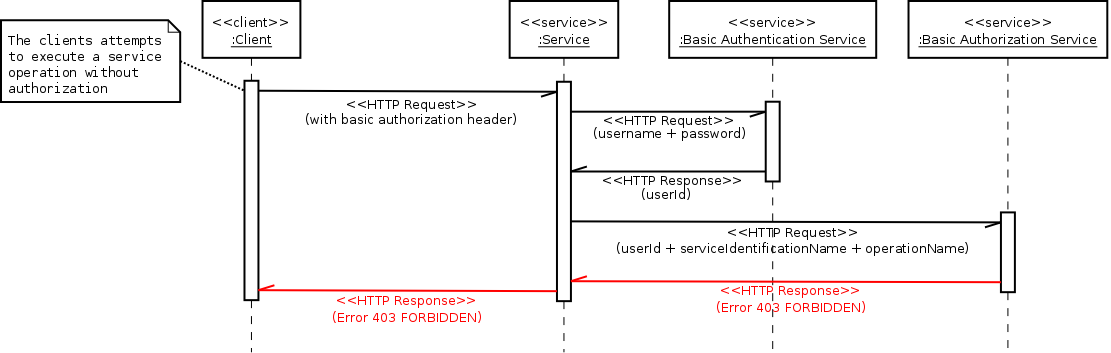 <<client>>
:Client
<<service>>
:Service
<<service>>
:Basic Authentication Service
<<service>>
:Basic Authorization Service
The clients attempts
to execute a service
operation without
authorization
<<HTTP Request>>
(with basic authorization header)
<<HTTP Request>>
(username + password)
<<HTTP Response>>
(userId)
<<HTTP Request>>
(userId + serviceIdentificationName + operationName)
<<HTTP Response>>
(Error 403 FORBIDDEN)
<<HTTP Response>>
(Error 403 FORBIDDEN)